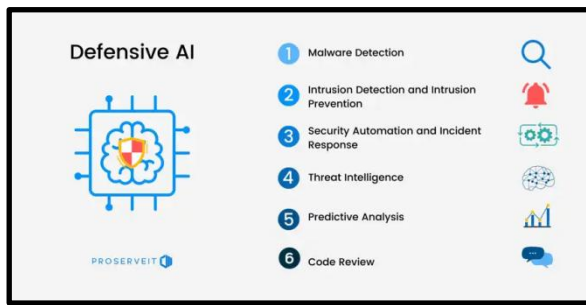 Defensive AI
1 Malware Detection
2 Intrusion Detection and Intrusion
Prevention
3 Security Automation and Incident
Response
4 Threat Intelligence
5 Predictive Analysis
6 Code Review
PROSERVEIT